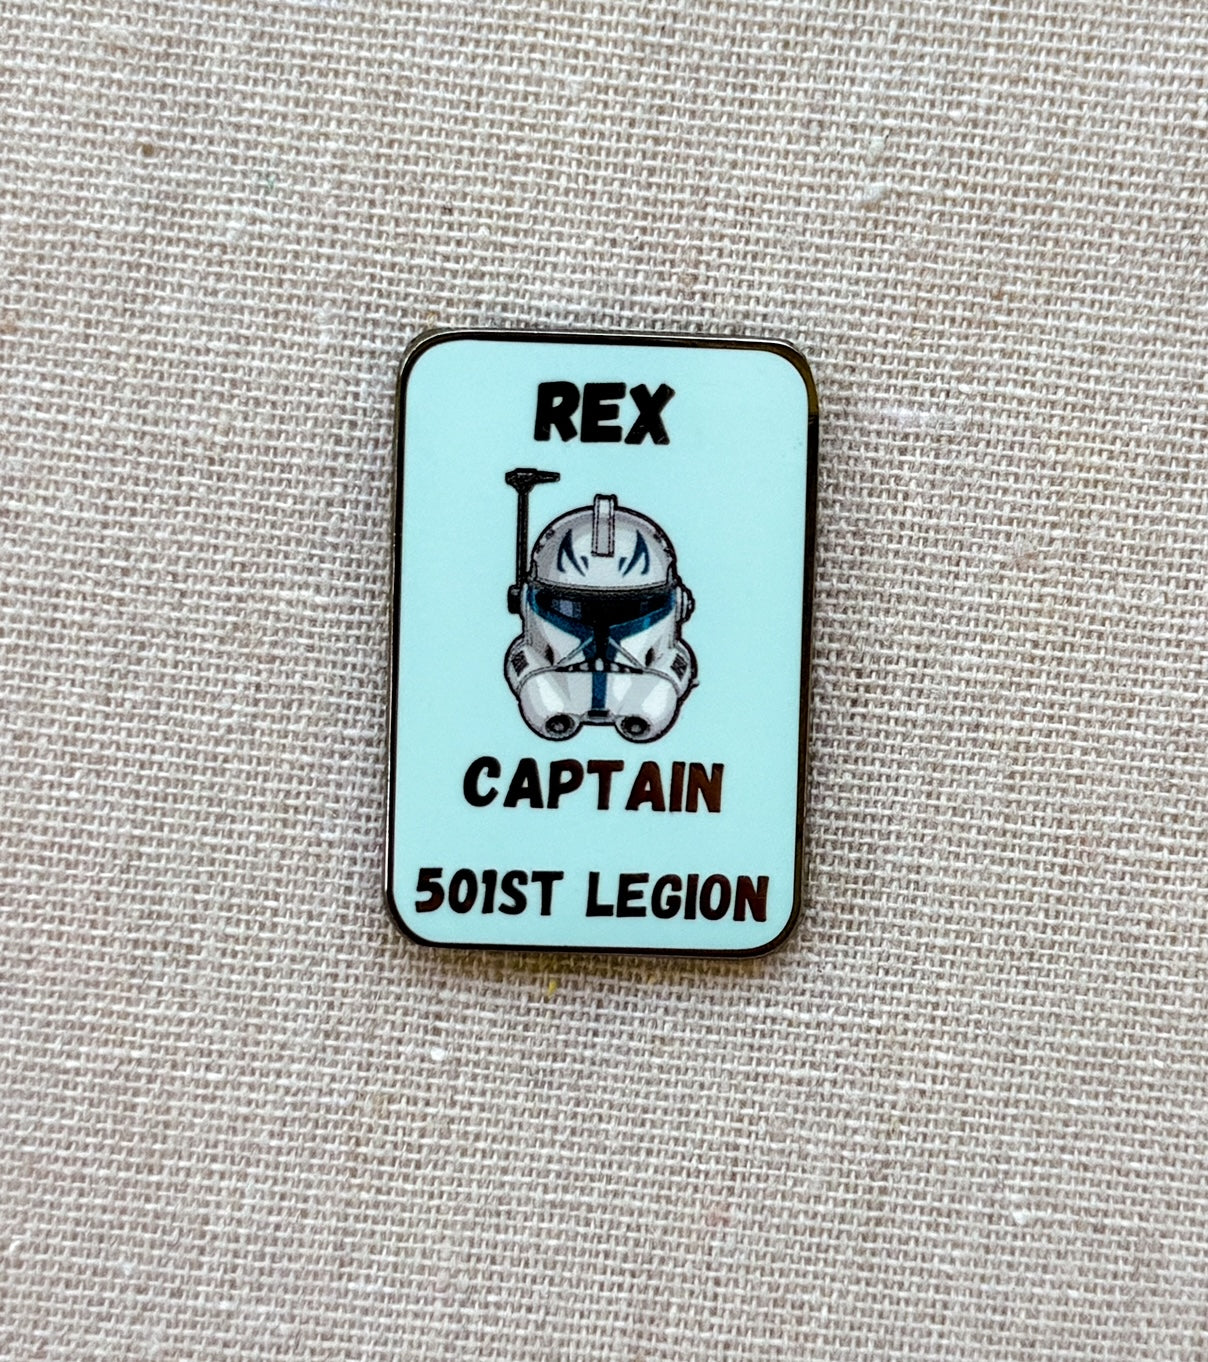 REX
CAPTAIN
501ST LEGION